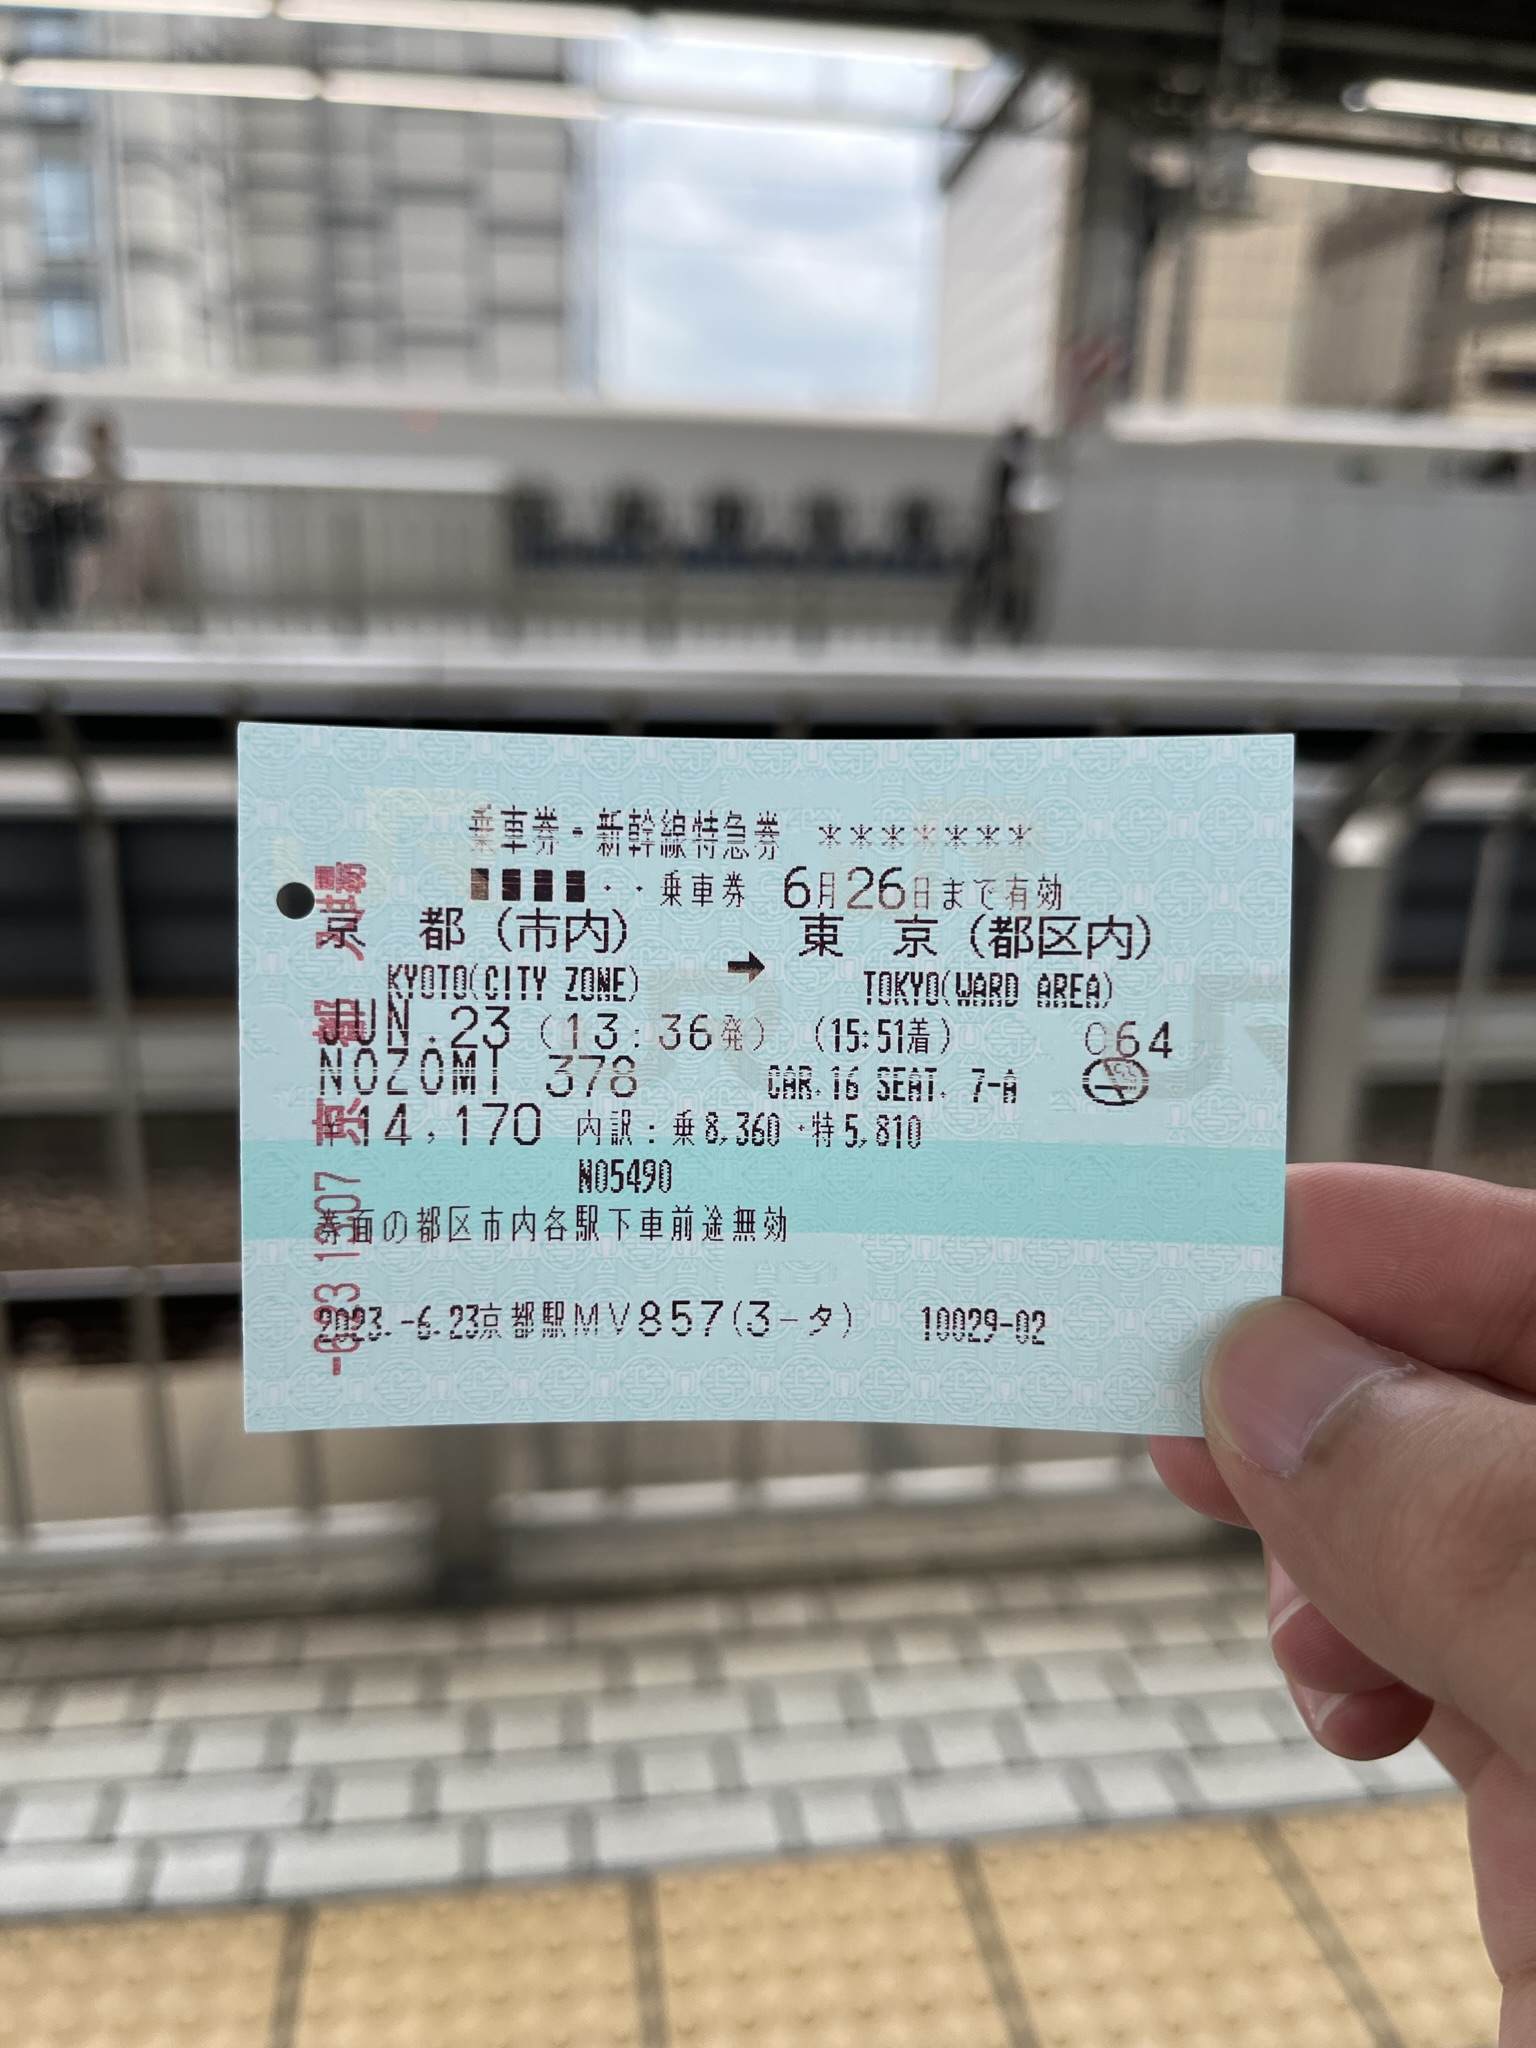 乗車券・新幹線特急券 *******
■■■■・・乗車券 6月26日まで有効
京 都（市内） ➡ 東 京（都区内）
KYOTO(CITY ZONE) TOKYO(WARD AREA)
JUN.23（13:36発）（15:51着） C64
NOZOMI 378 CAR.16 SEAT. 7-A
¥14,170 内訳：乗8,360・特5,810
N05490
券面の都区市内各駅下車前途無効
2023.-6.23京都駅MV857(3-タ) 10029-02